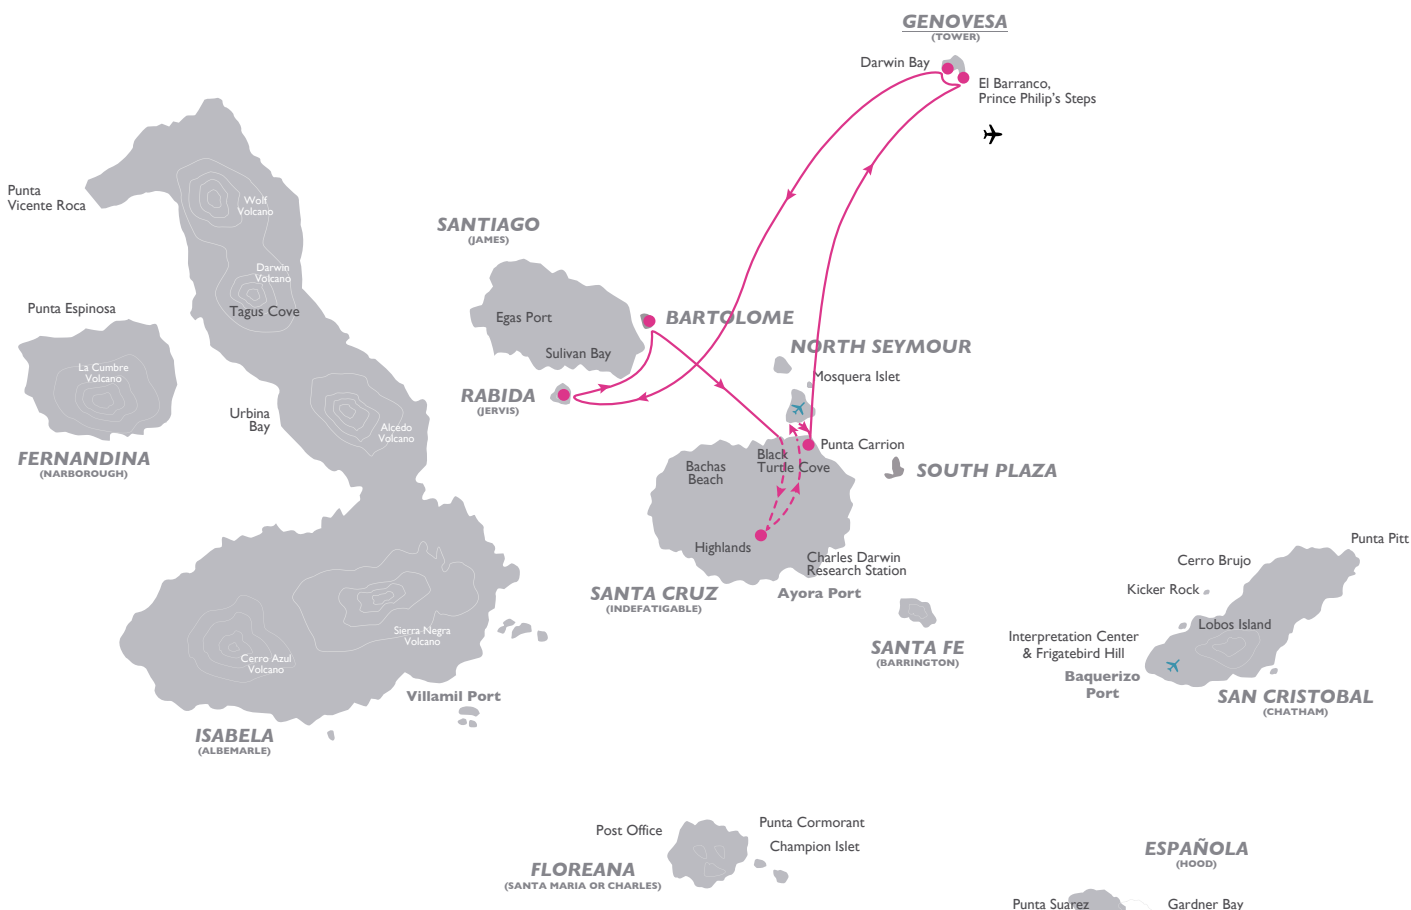 GENOVESA
(TOWER)
Darwin Bay
El Barranco,
Prince Philip's Steps
Punta
Vicente Roca
Wolf
Volcano
SANTIAGO
(JAMES)
Darwin
Volcano
Tagus Cove
Punta Espinosa
Egas Port
BARTOLOME
Sulivan Bay
NORTH SEYMOUR
La Cumbre
Volcano
Mosquera Islet
RABIDA
(JERVIS)
Urbina
Bay
Alcedo
Volcano
FERNANDINA
(NARBOROUGH)
Punta Carrion
Black
Turtle Cove
Bachas
Beach
SOUTH PLAZA
Highlands
Charles Darwin
Research Station
Punta Pitt
Cerro Brujo
SANTA CRUZ
(INDEFATIGABLE)
Ayora Port
Kicker Rock
Lobos Island
Sierra Negra
Volcano
Interpretation Center
& Frigatebird Hill
SANTA FE
(BARRINGTON)
Cerro Azul
Volcano
Baquerizo
Port
Villamil Port
SAN CRISTOBAL
(CHATHAM)
ISABELA
(ALBEMARLE)
Post Office
Punta Cormorant
Champion Islet
FLOREANA
(SANTA MARIA OR CHARLES)
ESPAÑOLA
(HOOD)
Punta Suarez
Gardner Bay